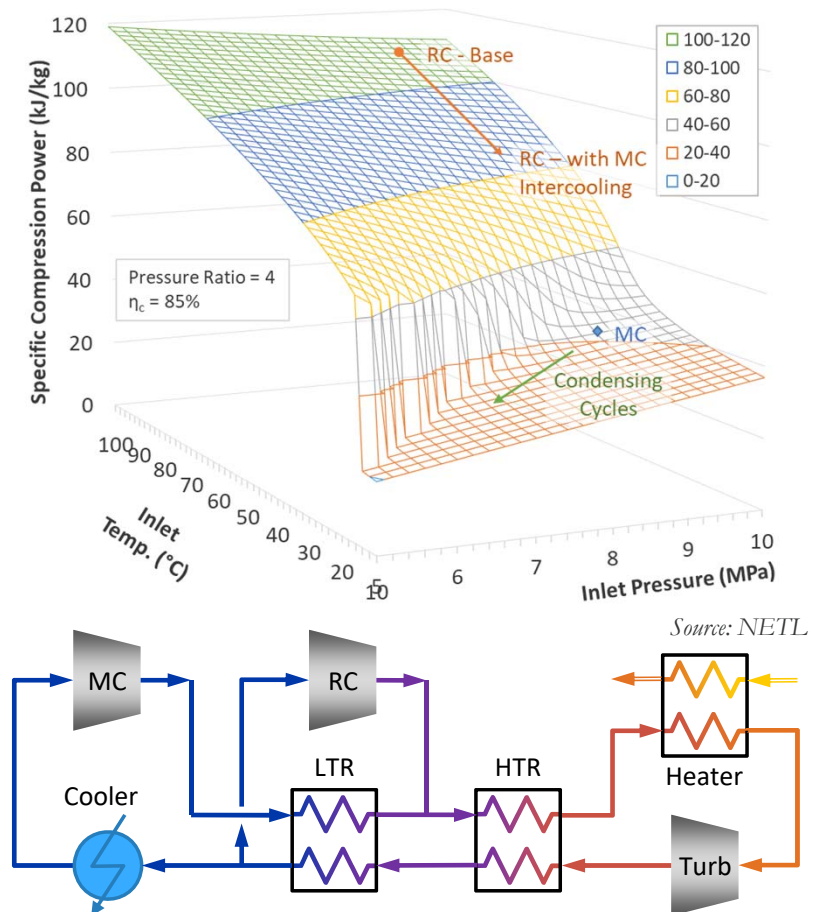 120
100
80
60
40
20
0
Specific Compression Power (kJ/kg)
RC - Base
RC – with MC
Intercooling
100-120
80-100
60-80
40-60
20-40
0-20
Pressure Ratio = 4
ηc = 85%
MC
Condensing
Cycles
100
90
80
70
60
50
40
30
20
10
Inlet
Temp. (°C)
5
6
7
8
9
10
Inlet Pressure (MPa)
Source: NETL
MC
RC
LTR
HTR
Heater
Cooler
Turb